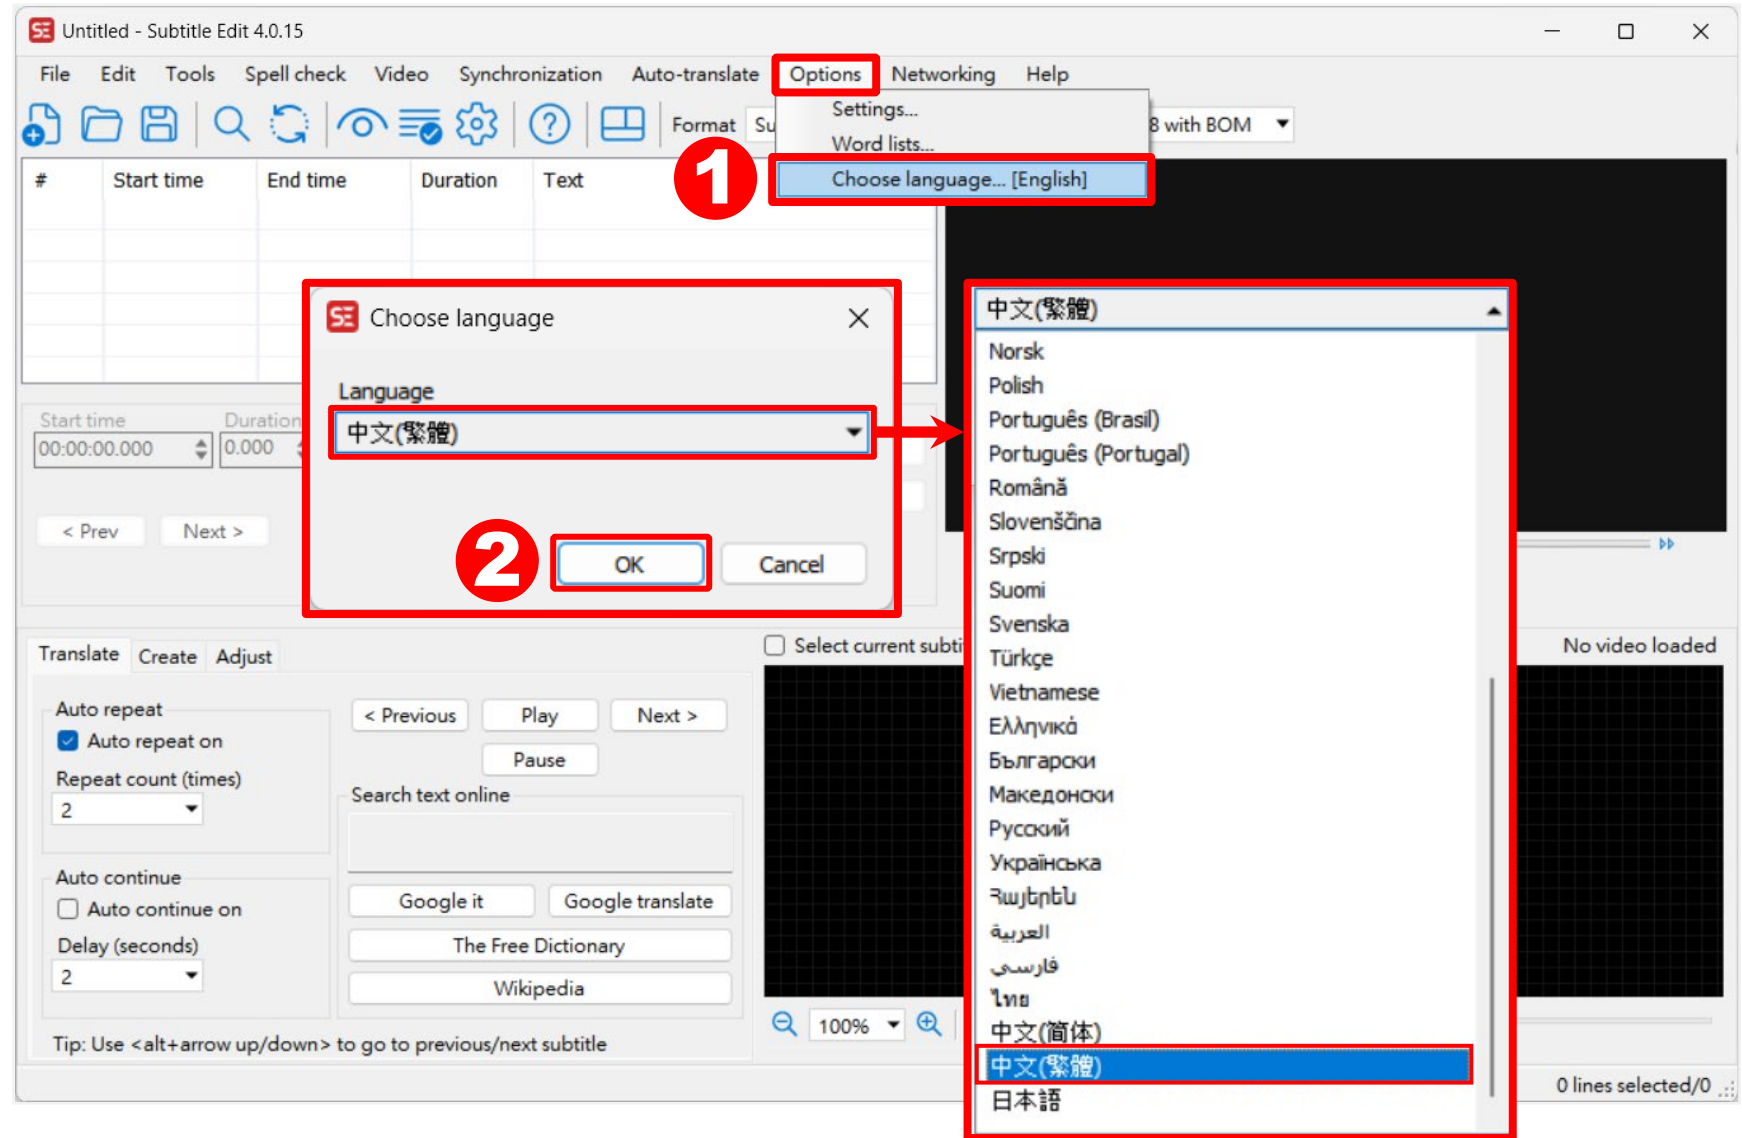 SE Untitled - Subtitle Edit 4.0.15
File Edit Tools Spell check Video Synchronization Auto-translate Options Networking Help
Settings...
Word lists...
Choose language... [English]
Format Su
8 with BOM
1
# Start time End time Duration Text
SE Choose language
Language
中文(繁體)
2
OK Cancel
Start time Duration
00:00:00.000 0.000
< Prev Next >
中文(繁體)
Norsk
Polish
Português (Brasil)
Português (Portugal)
Română
Slovenščina
Srpski
Suomi
Svenska
Türkçe
Vietnamese
Ελληνικά
Български
Македонски
Русский
Українська
Հայերեն
العربية
فارسی
ไทย
中文(简体)
中文(繁體)
日本語
Translate Create Adjust
Auto repeat
Auto repeat on
Repeat count (times)
2
Auto continue
Auto continue on
Delay (seconds)
2
< Previous Play Next >
Pause
Search text online
Google it Google translate
The Free Dictionary
Wikipedia
Tip: Use <alt+arrow up/down> to go to previous/next subtitle
Select current subti
No video loaded
100%
0 lines selected/0